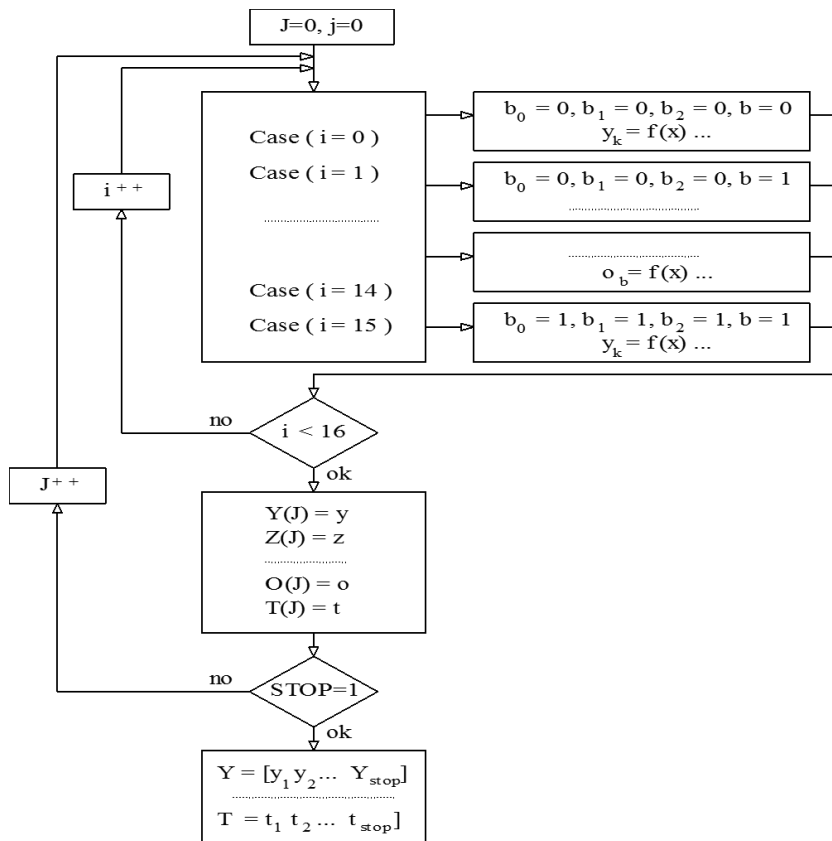 J=0, j=0
Case ( i = 0 )
Case ( i = 1 )
Case ( i = 14 )
Case ( i = 15 )
b0 = 0, b1 = 0, b2 = 0, b = 0
yk = f(x) ...
b0 = 0, b1 = 0, b2 = 0, b = 1
ob = f(x) ...
b0 = 1, b1 = 1, b2 = 1, b = 1
yk = f(x) ...
i ++
no
i < 16
ok
J++
Y(J) = y
Z(J) = z
O(J) = o
T(J) = t
no
STOP=1
ok
Y = [y1 y2 ... Ystop]
T = t1 t2 ... tstop]